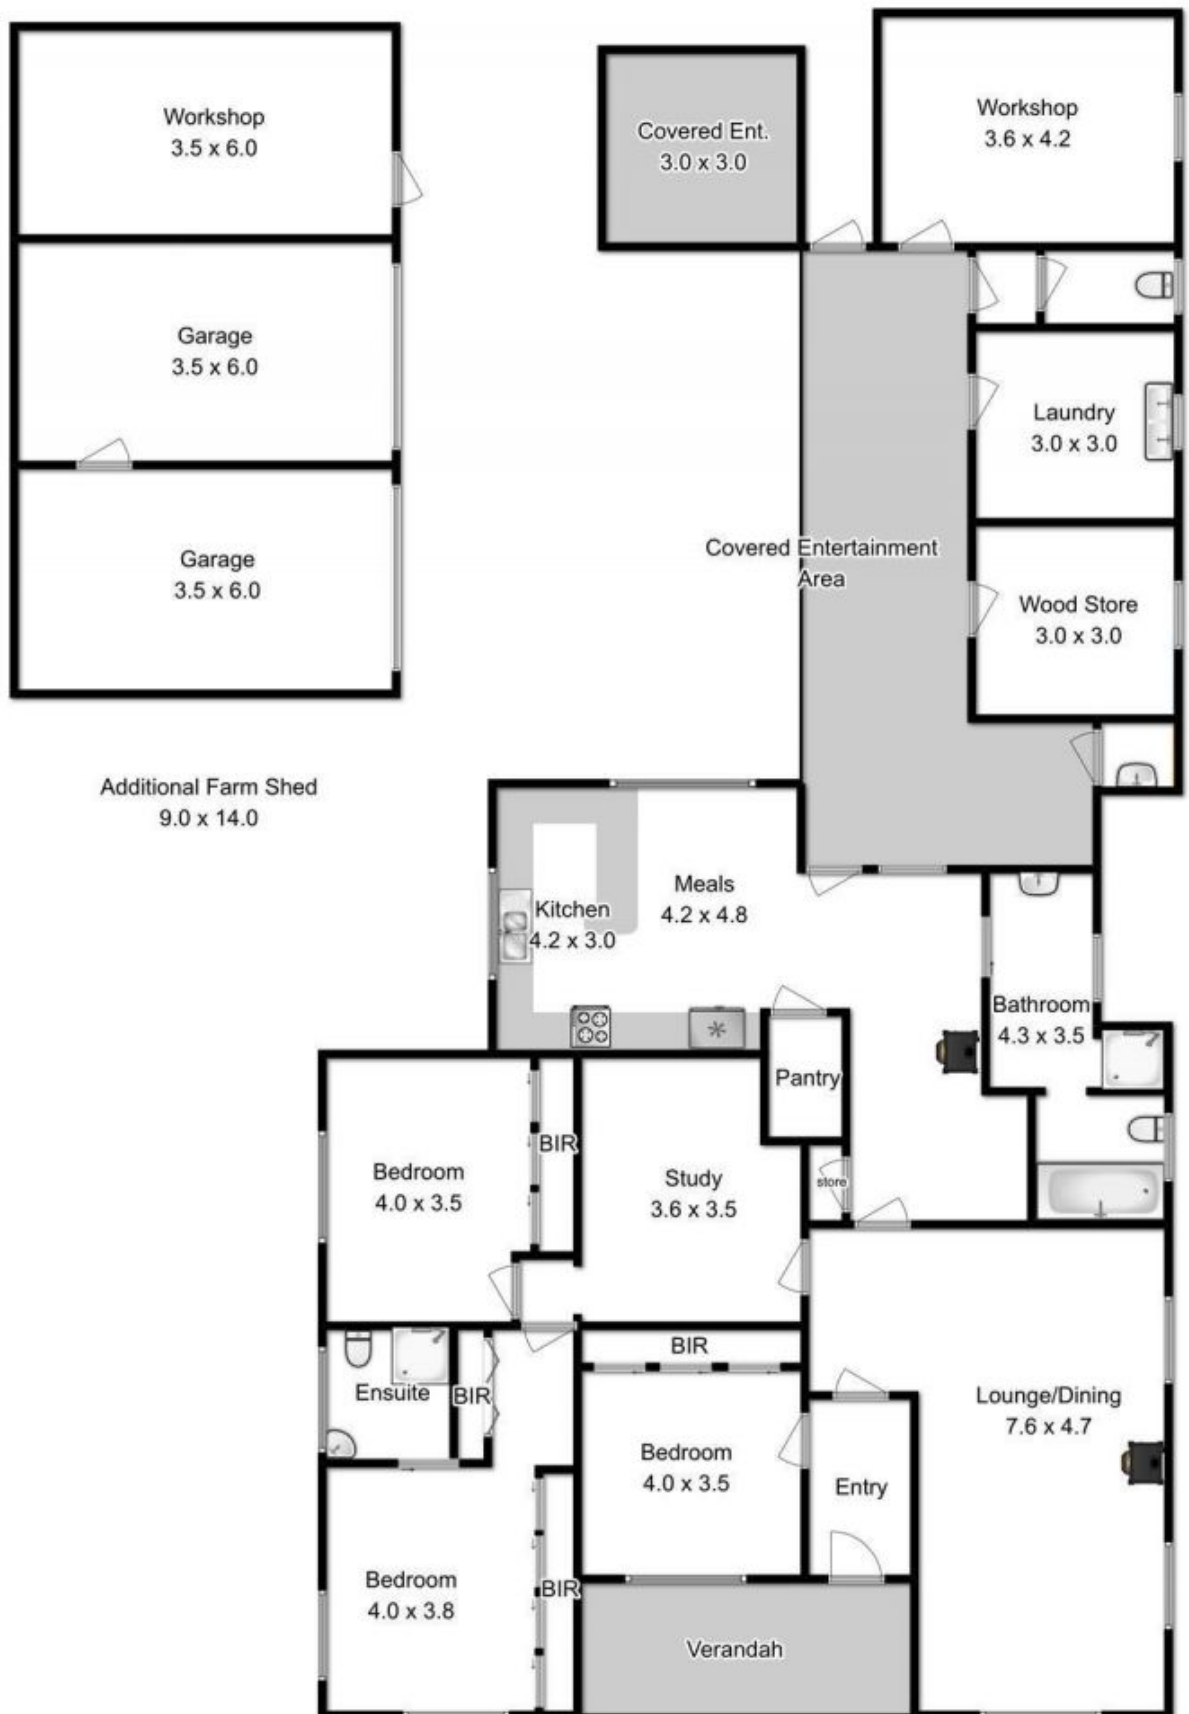 Workshop
3.5 x 6.0
Covered Ent.
3.0 x 3.0
Workshop
3.6 x 4.2
Garage
3.5 x 6.0
Laundry
3.0 x 3.0
Garage
3.5 x 6.0
Covered Entertainment
Area
Wood Store
3.0 x 3.0
Additional Farm Shed
9.0 x 14.0
Kitchen
4.2 x 3.0
Meals
4.2 x 4.8
Bathroom
4.3 x 3.5
Pantry
Bedroom
4.0 x 3.5
BIR
Study
3.6 x 3.5
store
Ensuite
BIR
BIR
Bedroom
4.0 x 3.5
Entry
Lounge/Dining
7.6 x 4.7
Bedroom
4.0 x 3.8
BIR
Verandah